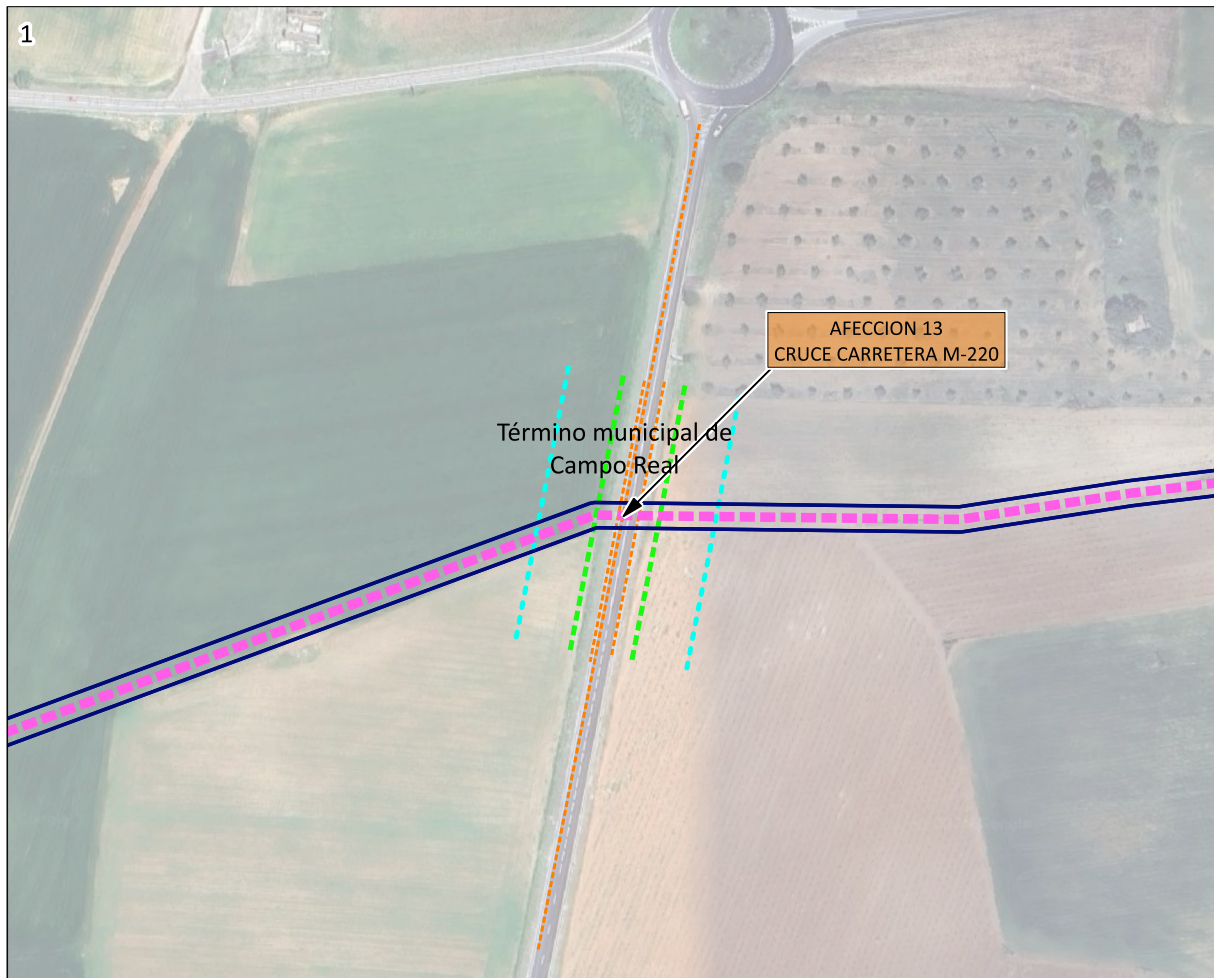 1
AFECCION 13
CRUCE CARRETERA M-220
Término municipal de
Campo Real